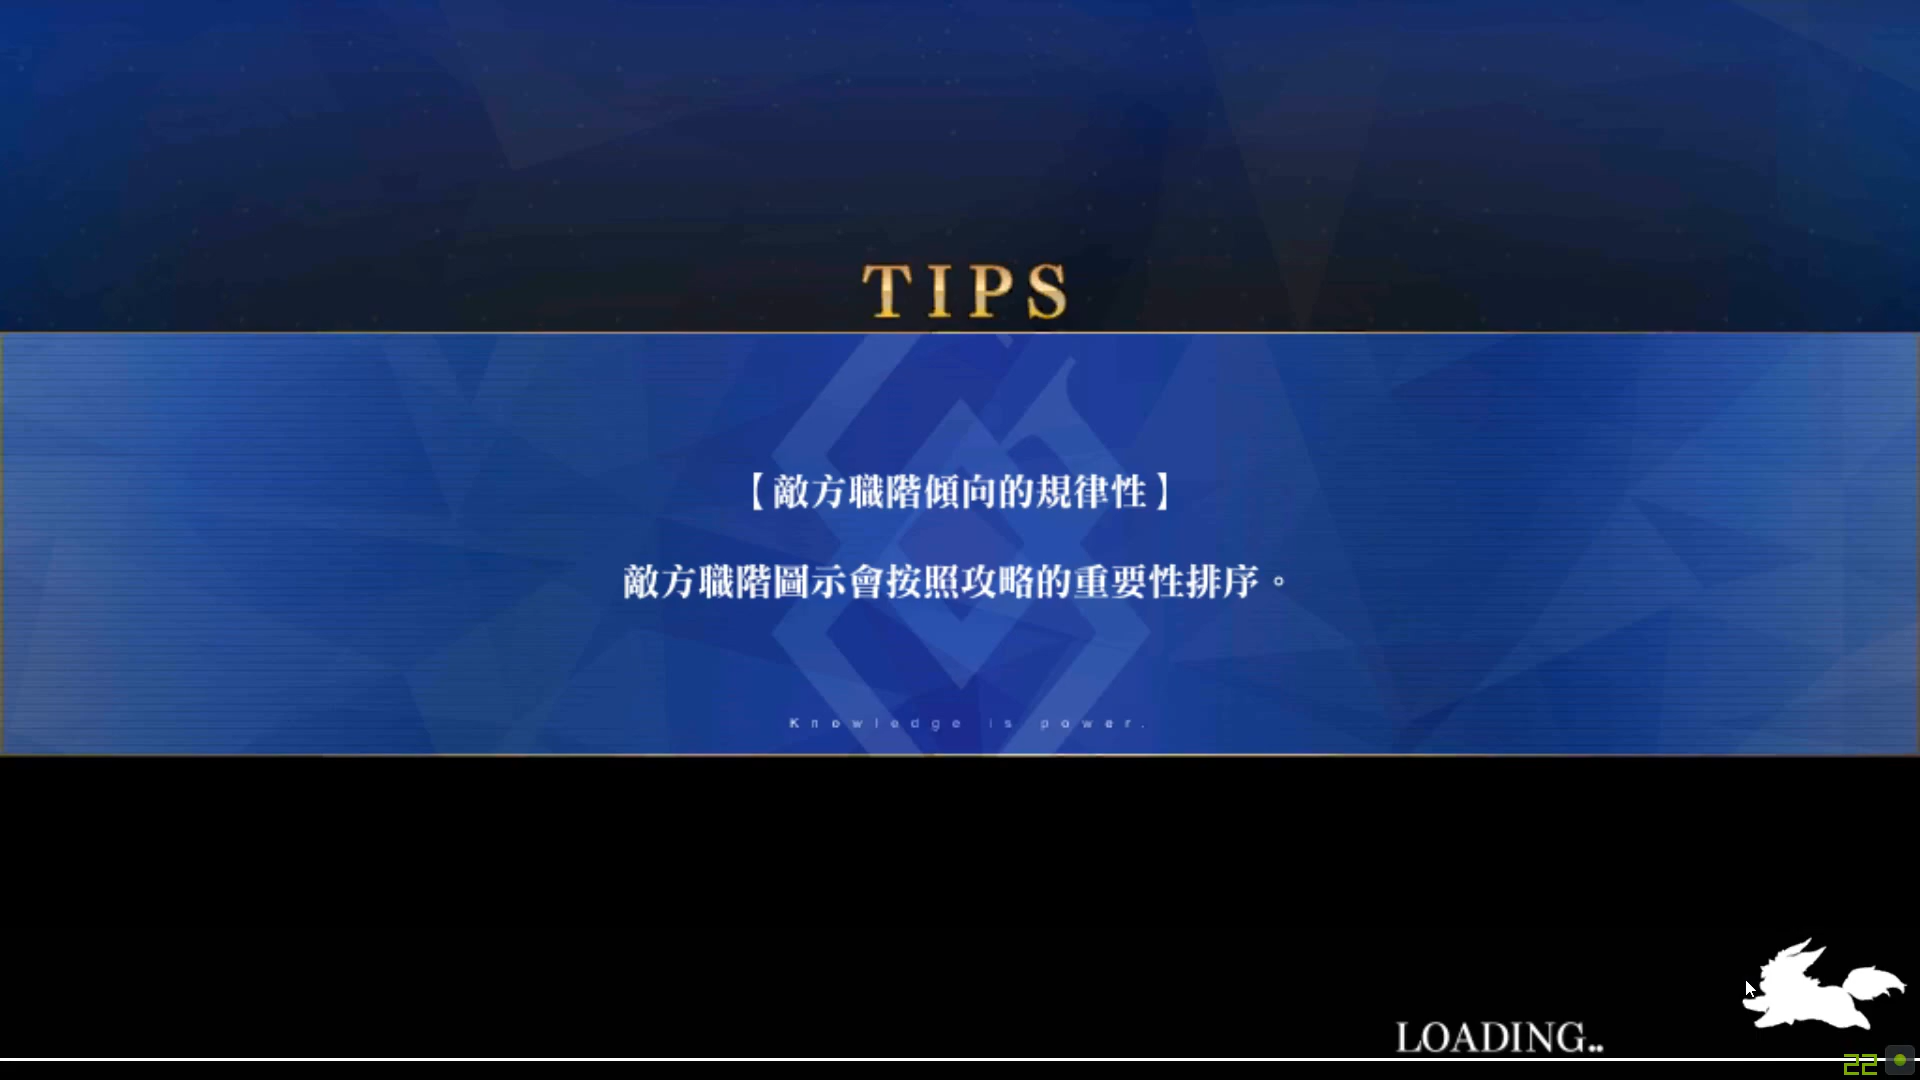 TIPS
【敵方職階傾向的規律性】
敵方職階圖示會按照攻略的重要性排序。
Knowledge is power.
LOADING..
22